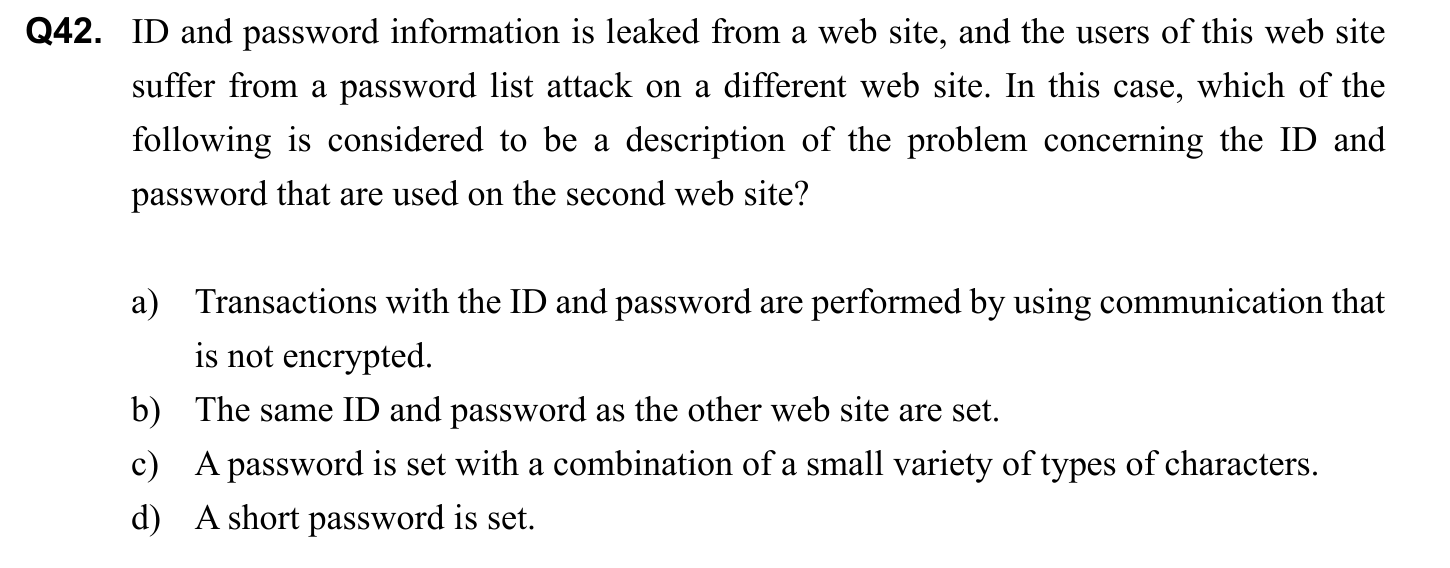 Q42. ID and password information is leaked from a web site, and the users of this web site
suffer from a password list attack on a different web site. In this case, which of the
following is considered to be a description of the problem concerning the ID and
password that are used on the second web site?
a) Transactions with the ID and password are performed by using communication that
is not encrypted.
b) The same ID and password as the other web site are set.
c) A password is set with a combination of a small variety of types of characters.
d) A short password is set.